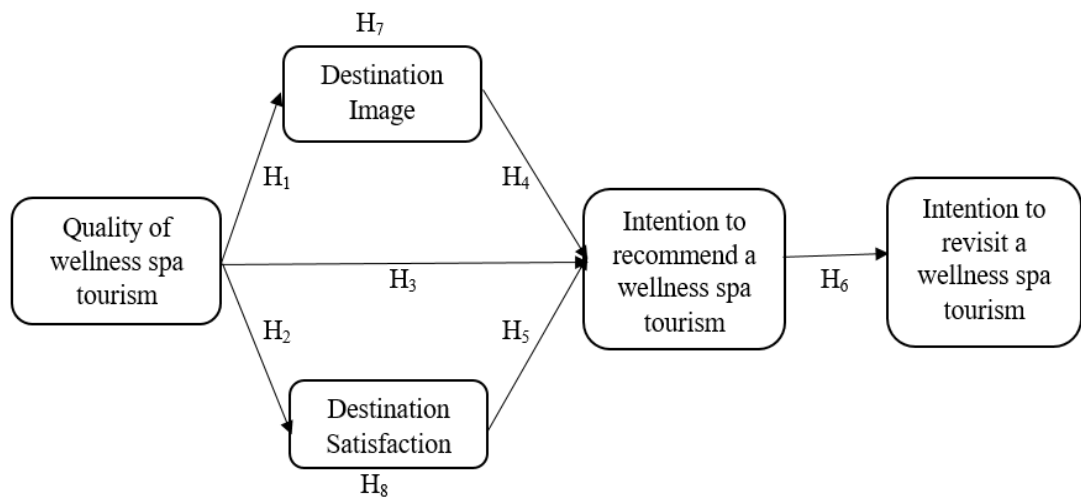 H₇
Destination
Image
H₁
H₄
Quality of
wellness spa
tourism
H₃
Intention to
recommend a
wellness spa
tourism
H₆
Intention to
revisit a
wellness spa
tourism
H₂
H₅
Destination
Satisfaction
H₈